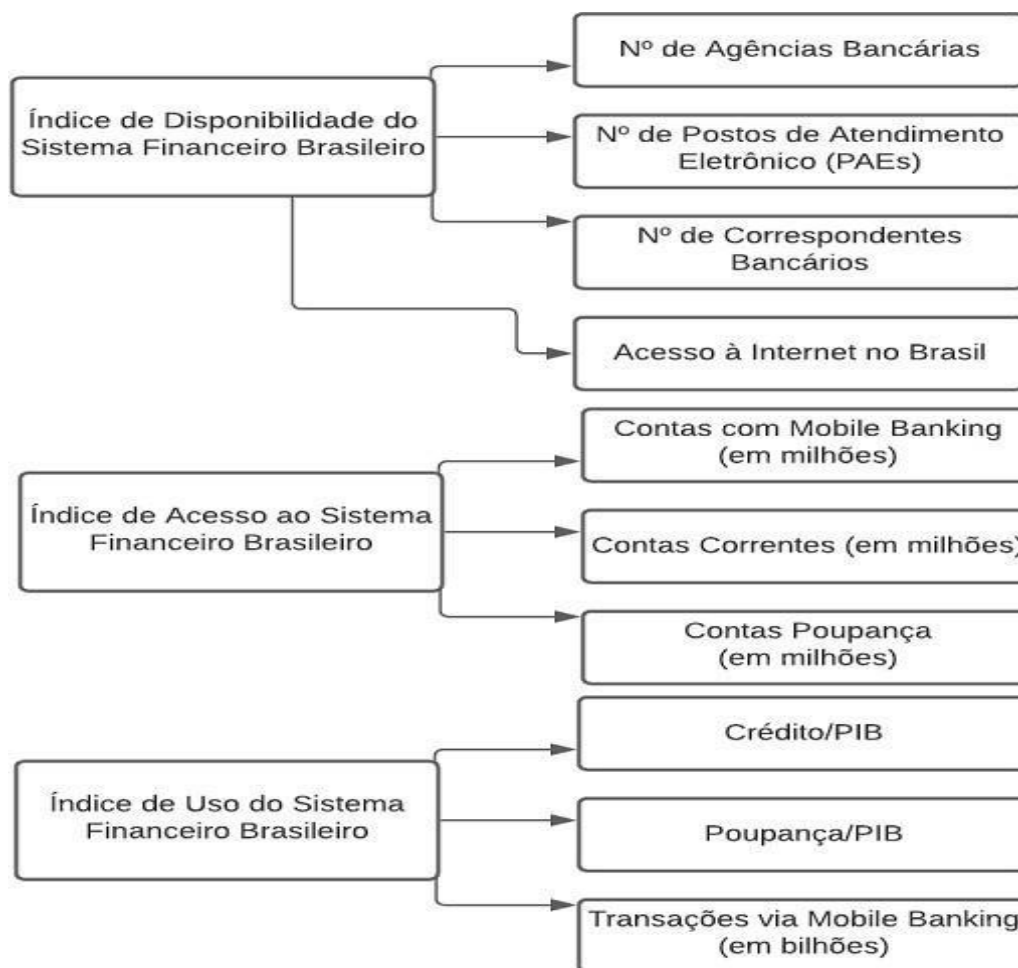 Nº de Agências Bancárias
Índice de Disponibilidade do
Sistema Financeiro Brasileiro
Nº de Postos de Atendimento
Eletrônico (PAEs)
Nº de Correspondentes
Bancários
Acesso à Internet no Brasil
Contas com Mobile Banking
(em milhões)
Índice de Acesso ao Sistema
Financeiro Brasileiro
Contas Correntes (em milhões)
Contas Poupança
(em milhões)
Crédito/PIB
Índice de Uso do Sistema
Financeiro Brasileiro
Poupança/PIB
Transações via Mobile Banking
(em bilhões)